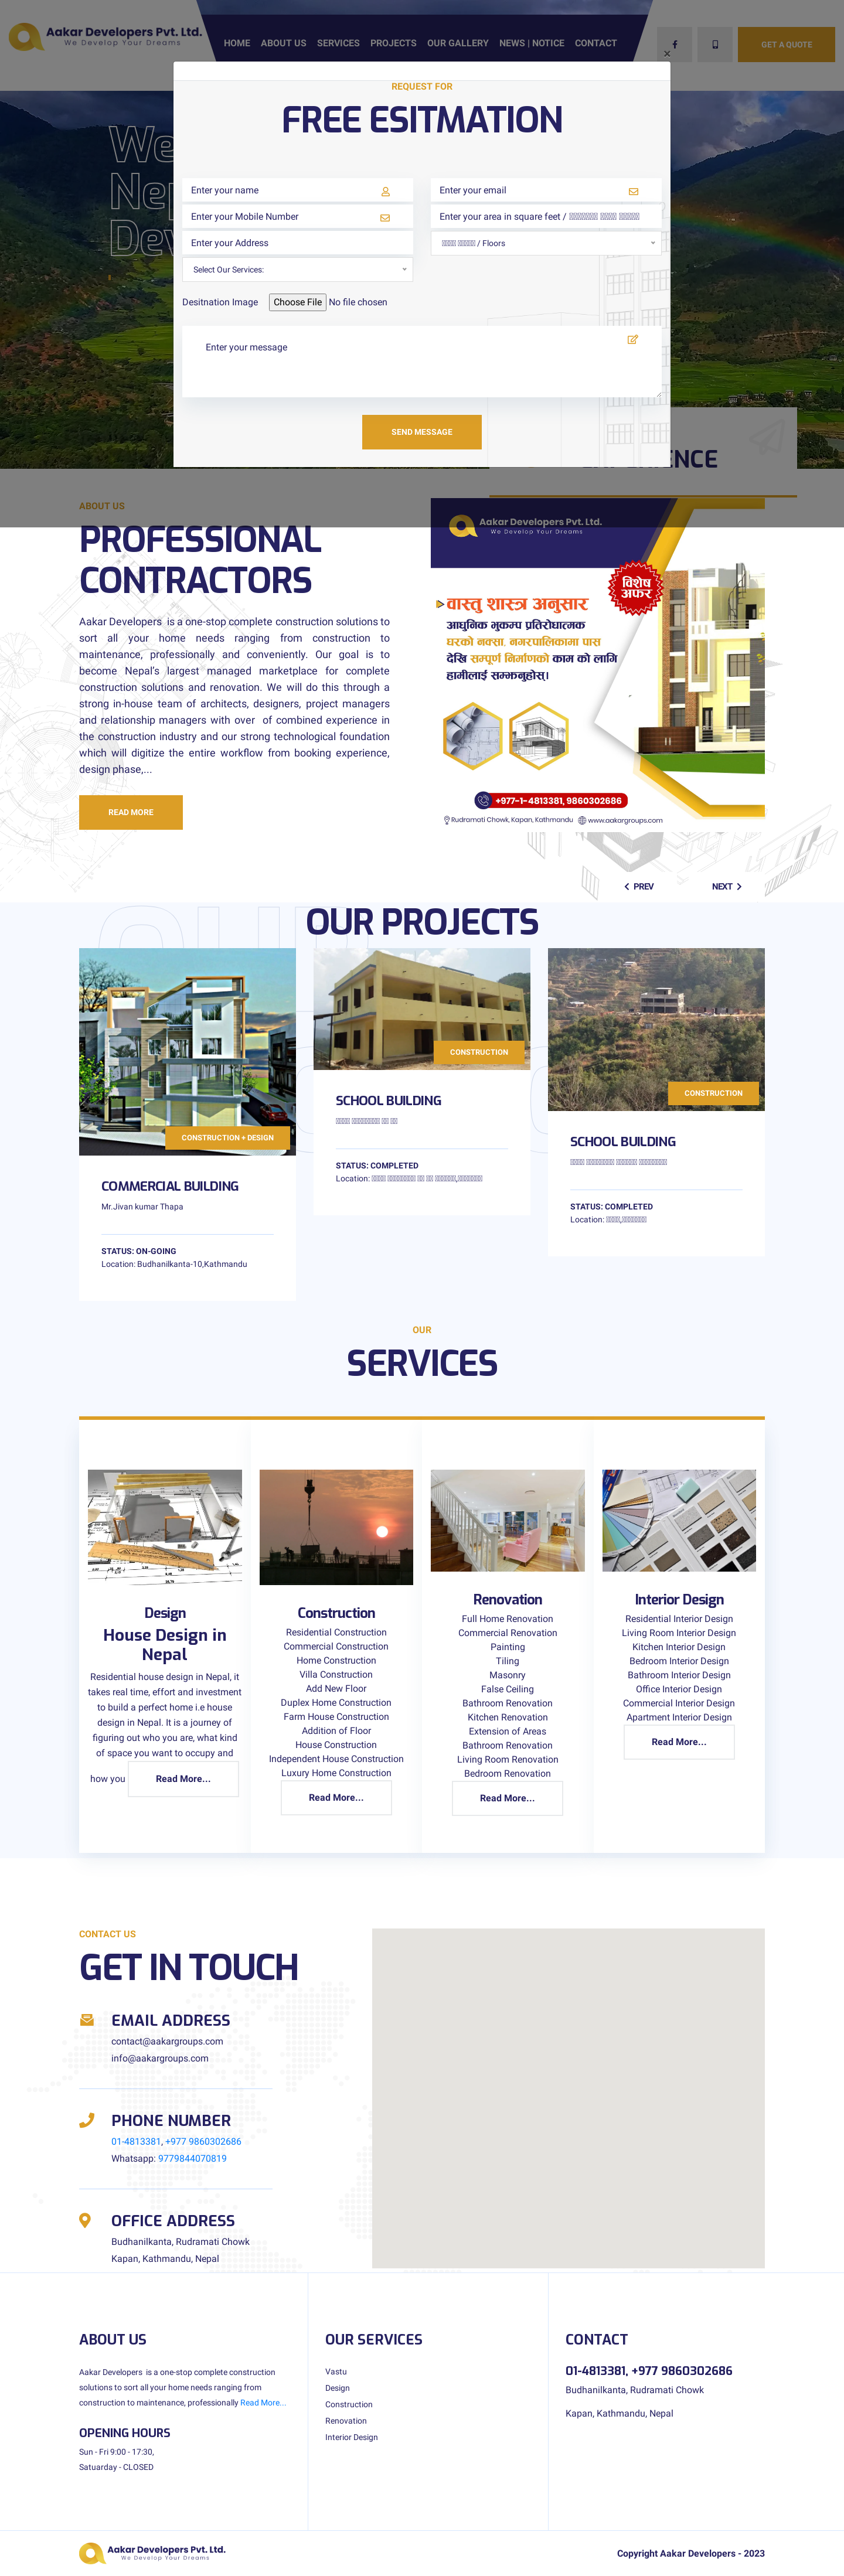 Aakar Developers Pvt. Ltd.
We Develop Your Dreams
HOME
ABOUT US
SERVICES
PROJECTS
OUR GALLERY
NEWS | NOTICE
CONTACT
GET A QUOTE
×
REQUEST FOR
FREE ESITMATION
Enter your name
Enter your email
Enter your Mobile Number
Enter your area in square feet /
Enter your Address
/ Floors
Select Our Services:
Desitnation Image
Choose File
No file chosen
Enter your message
SEND MESSAGE
ABOUT US
PROFESSIONAL
CONTRACTORS
Aakar Developers is a one-stop complete construction solutions to
sort all your home needs ranging from construction to
maintenance, professionally and conveniently. Our goal is to
become Nepal's largest managed marketplace for complete
construction solutions and renovation. We will do this through a
strong in-house team of architects, designers, project managers
and relationship managers with over of combined experience in
the construction industry and our strong technological foundation
which will digitize the entire workflow from booking experience,
design phase,...
READ MORE
Aakar Developers Pvt. Ltd.
We Develop Your Dreams
विशेष
अफर
वास्तु शास्त्र अनुसार
आधुनिक भुकम्प प्रतिरोधात्मक
घरको नक्सा, नगरपालिकामा पास
देखि सम्पूर्ण निर्माणको काम को लागि
हामीलाई सम्झनुहोस्।
+977-1-4813381, 9860302686
Rudramati Chowk, Kapan, Kathmandu
www.aakargroups.com
PREV
NEXT
OUR PROJECTS
CONSTRUCTION + DESIGN
COMMERCIAL BUILDING
Mr.Jivan kumar Thapa
STATUS: ON-GOING
Location: Budhanilkanta-10,Kathmandu
CONSTRUCTION
SCHOOL BUILDING
STATUS: COMPLETED
Location:
CONSTRUCTION
SCHOOL BUILDING
STATUS: COMPLETED
Location:
OUR
SERVICES
Design
House Design in
Nepal
Residential house design in Nepal, it
takes real time, effort and investment
to build a perfect home i.e house
design in Nepal. It is a journey of
figuring out who you are, what kind
of space you want to occupy and
how you
Read More...
Construction
Residential Construction
Commercial Construction
Home Construction
Villa Construction
Add New Floor
Duplex Home Construction
Farm House Construction
Addition of Floor
House Construction
Independent House Construction
Luxury Home Construction
Read More...
Renovation
Full Home Renovation
Commercial Renovation
Painting
Tiling
Masonry
False Ceiling
Bathroom Renovation
Kitchen Renovation
Extension of Areas
Bathroom Renovation
Living Room Renovation
Bedroom Renovation
Read More...
Interior Design
Residential Interior Design
Living Room Interior Design
Kitchen Interior Design
Bedroom Interior Design
Bathroom Interior Design
Office Interior Design
Commercial Interior Design
Apartment Interior Design
Read More...
CONTACT US
GET IN TOUCH
EMAIL ADDRESS
contact@aakargroups.com
info@aakargroups.com
PHONE NUMBER
01-4813381, +977 9860302686
Whatsapp: 9779844070819
OFFICE ADDRESS
Budhanilkanta, Rudramati Chowk
Kapan, Kathmandu, Nepal
ABOUT US
Aakar Developers is a one-stop complete construction
solutions to sort all your home needs ranging from
construction to maintenance, professionally Read More...
OPENING HOURS
Sun - Fri 9:00 - 17:30,
Satuarday - CLOSED
OUR SERVICES
Vastu
Design
Construction
Renovation
Interior Design
CONTACT
01-4813381, +977 9860302686
Budhanilkanta, Rudramati Chowk
Kapan, Kathmandu, Nepal
Aakar Developers Pvt. Ltd.
We Develop Your Dreams
Copyright Aakar Developers - 2023